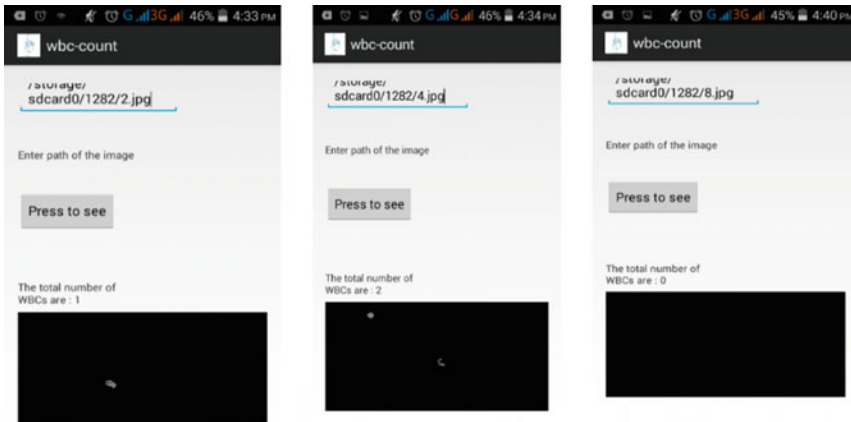 G 3G 46% 4:33 PM
wbc-count
/storage/
sdcard0/1282/2.jpg
Enter path of the image
Press to see
The total number of
WBCs are : 1
G G 46% 4:34 PM
wbc-count
/storage/
sdcard0/1282/4.jpg
Enter path of the image
Press to see
The total number of
WBCs are : 2
G 3G 45% 4:40 PM
wbc-count
/storage/
sdcard0/1282/8.jpg
Enter path of the image
Press to see
The total number of
WBCs are : 0